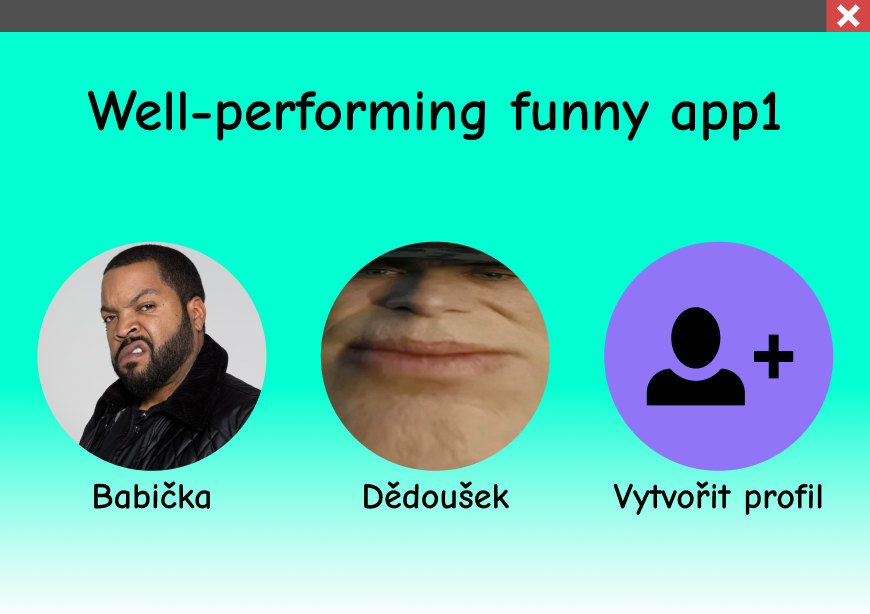 Well-performing funny app1
Babička
Dědoušek
Vytvořit profil